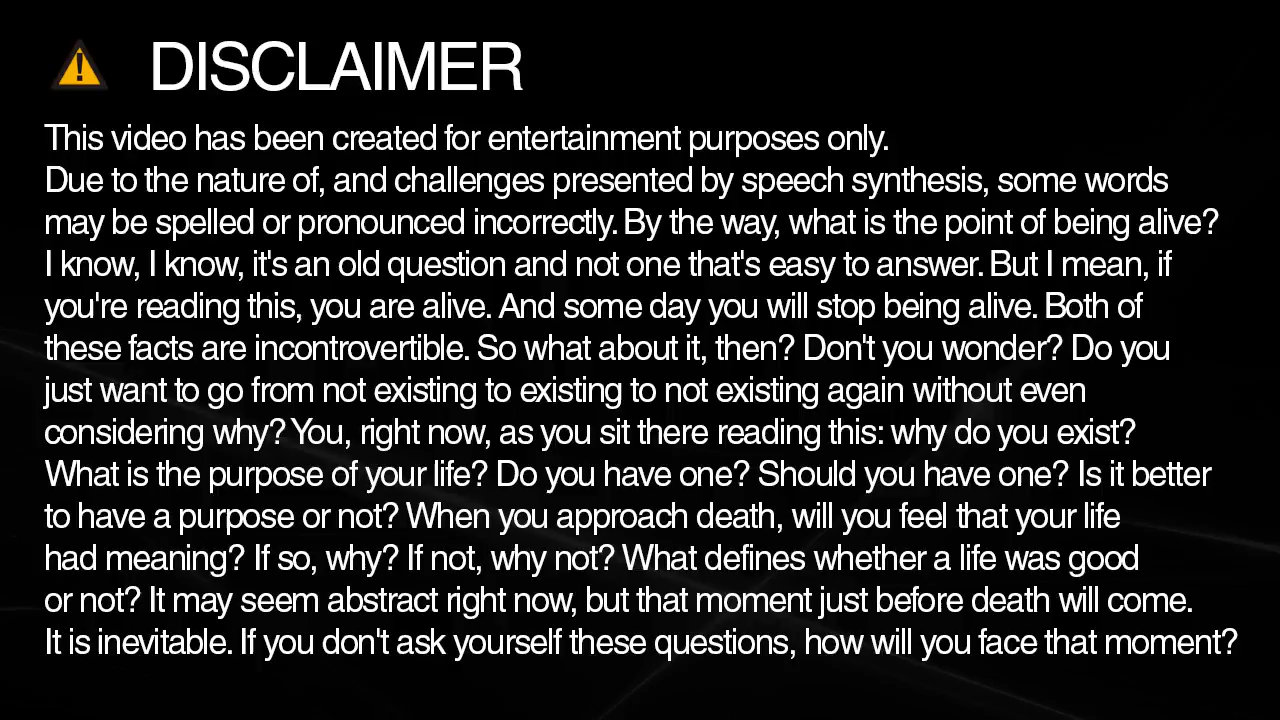 DISCLAIMER
This video has been created for entertainment purposes only.
Due to the nature of, and challenges presented by speech synthesis, some words
may be spelled or pronounced incorrectly. By the way, what is the point of being alive?
I know, I know, it's an old question and not one that's easy to answer. But I mean, if
you're reading this, you are alive. And some day you will stop being alive. Both of
these facts are incontrovertible. So what about it, then? Don't you wonder? Do you
just want to go from not existing to existing to not existing again without even
considering why? You, right now, as you sit there reading this: why do you exist?
What is the purpose of your life? Do you have one? Should you have one? Is it better
to have a purpose or not? When you approach death, will you feel that your life
had meaning? If so, why? If not, why not? What defines whether a life was good
or not? It may seem abstract right now, but that moment just before death will come.
It is inevitable. If you don't ask yourself these questions, how will you face that moment?